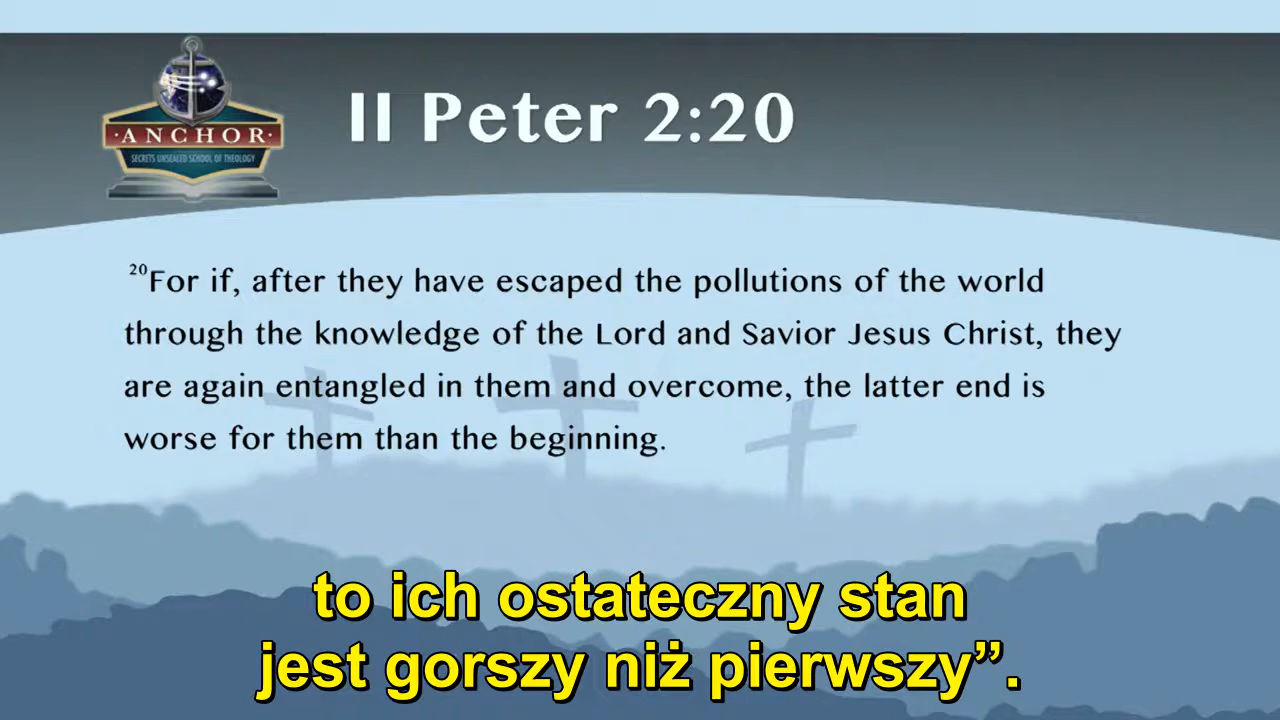 ·ANCHOR·
SECRETS UNSEALED SCHOOL OF THEOLOGY
II Peter 2:20
20For if, after they have escaped the pollutions of the world
through the knowledge of the Lord and Savior Jesus Christ, they
are again entangled in them and overcome, the latter end is
worse for them than the beginning.
to ich ostateczny stan
jest gorszy niż pierwszy”.